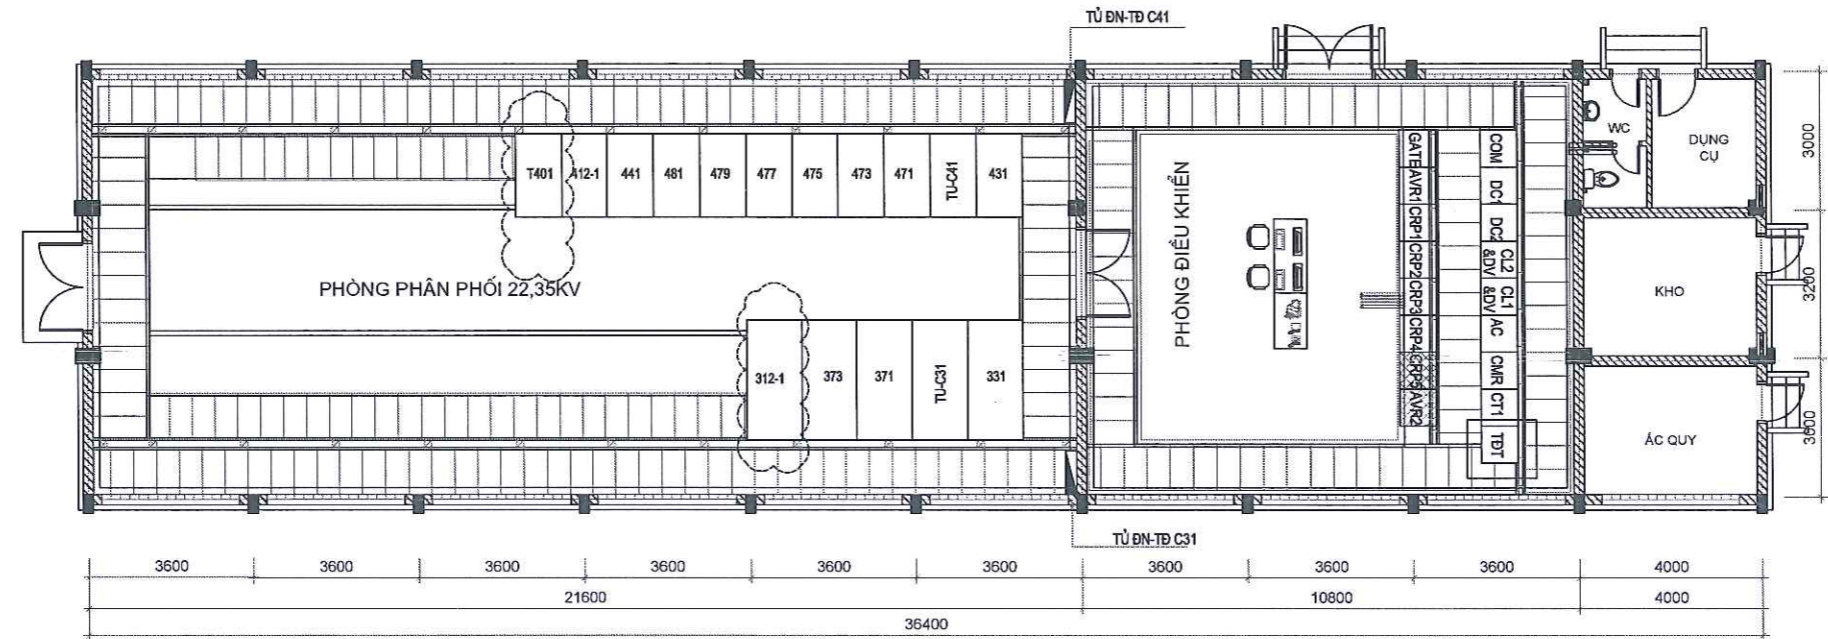 TỦ ĐN-TĐ C41
T401
412-1
441
481
479
477
475
473
471
TU-C41
431
PHÒNG PHÂN PHỐI 22,35KV
312-1
373
371
TU-C31
331
PHÒNG ĐIỀU KHIỂN
GATE
AVR1
CRP1
CRP2
CRP3
CRP4
CRP5
AVR2
COM
DC1
DC2
CL2
&DV
CL1
&DV
AC
CMR
CT1
TĐT
WC
DỤNG
CỤ
KHO
ẮC QUY
3000
3200
3000
TỦ ĐN-TĐ C31
3600 3600 3600 3600 3600 3600 3600 3600 3600 4000
21600 10800 4000
36400